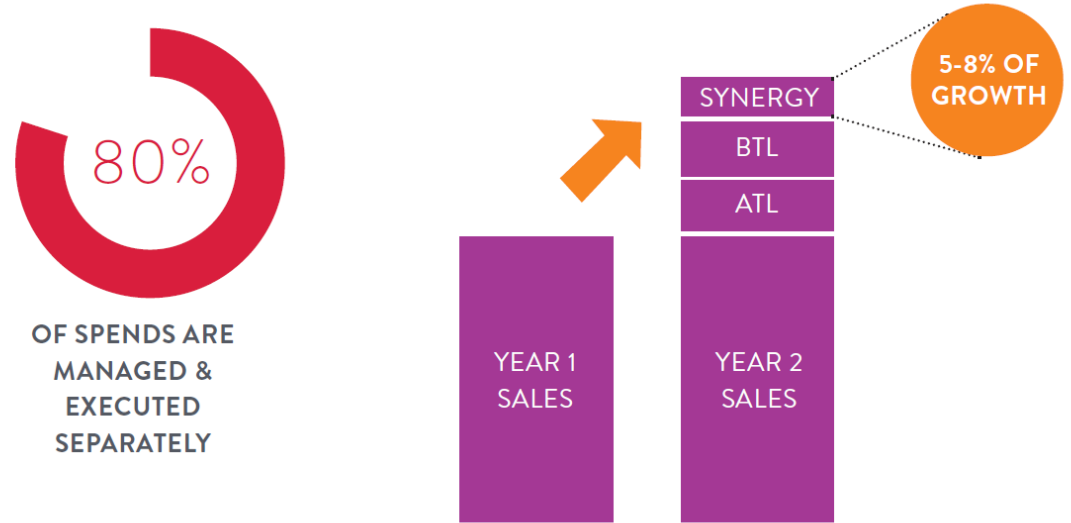 80%
OF SPENDS ARE
MANAGED &
EXECUTED
SEPARATELY
YEAR 1
SALES
SYNERGY
BTL
ATL
YEAR 2
SALES
5-8% OF
GROWTH